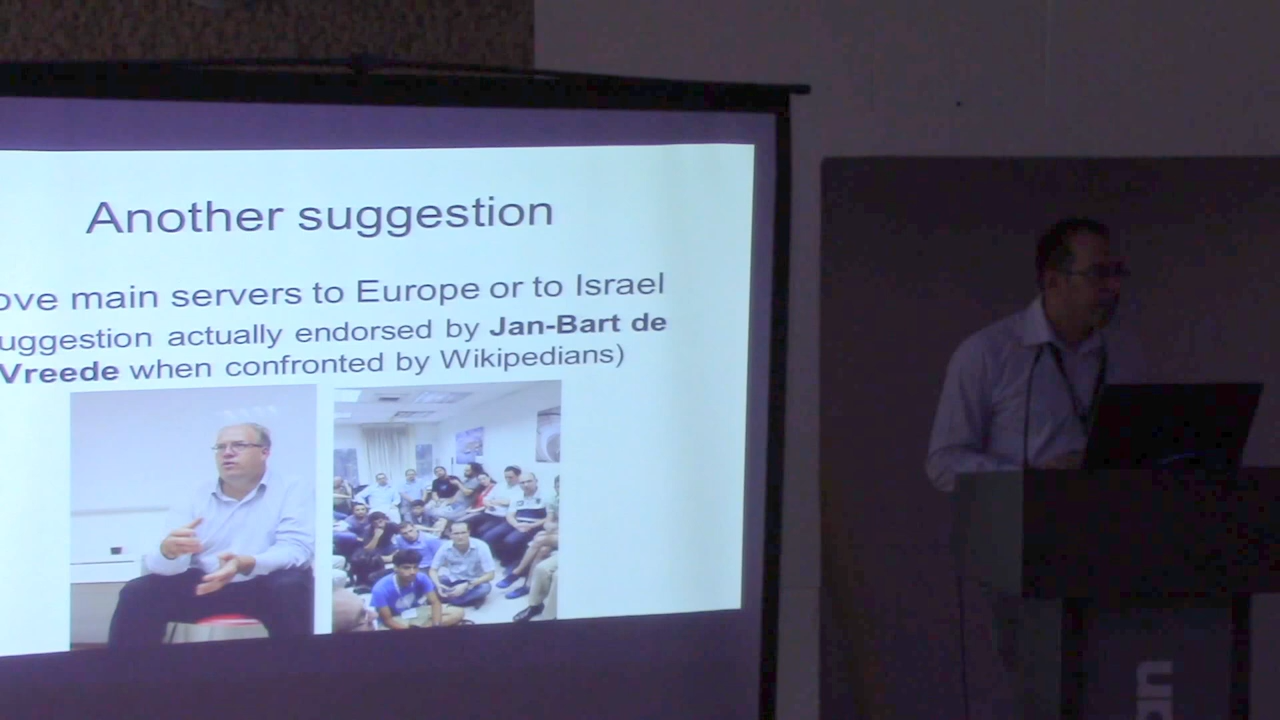 Another suggestion
ove main servers to Europe or to Israel
uggestion actually endorsed by Jan-Bart de
Vreede when confronted by Wikipedians)